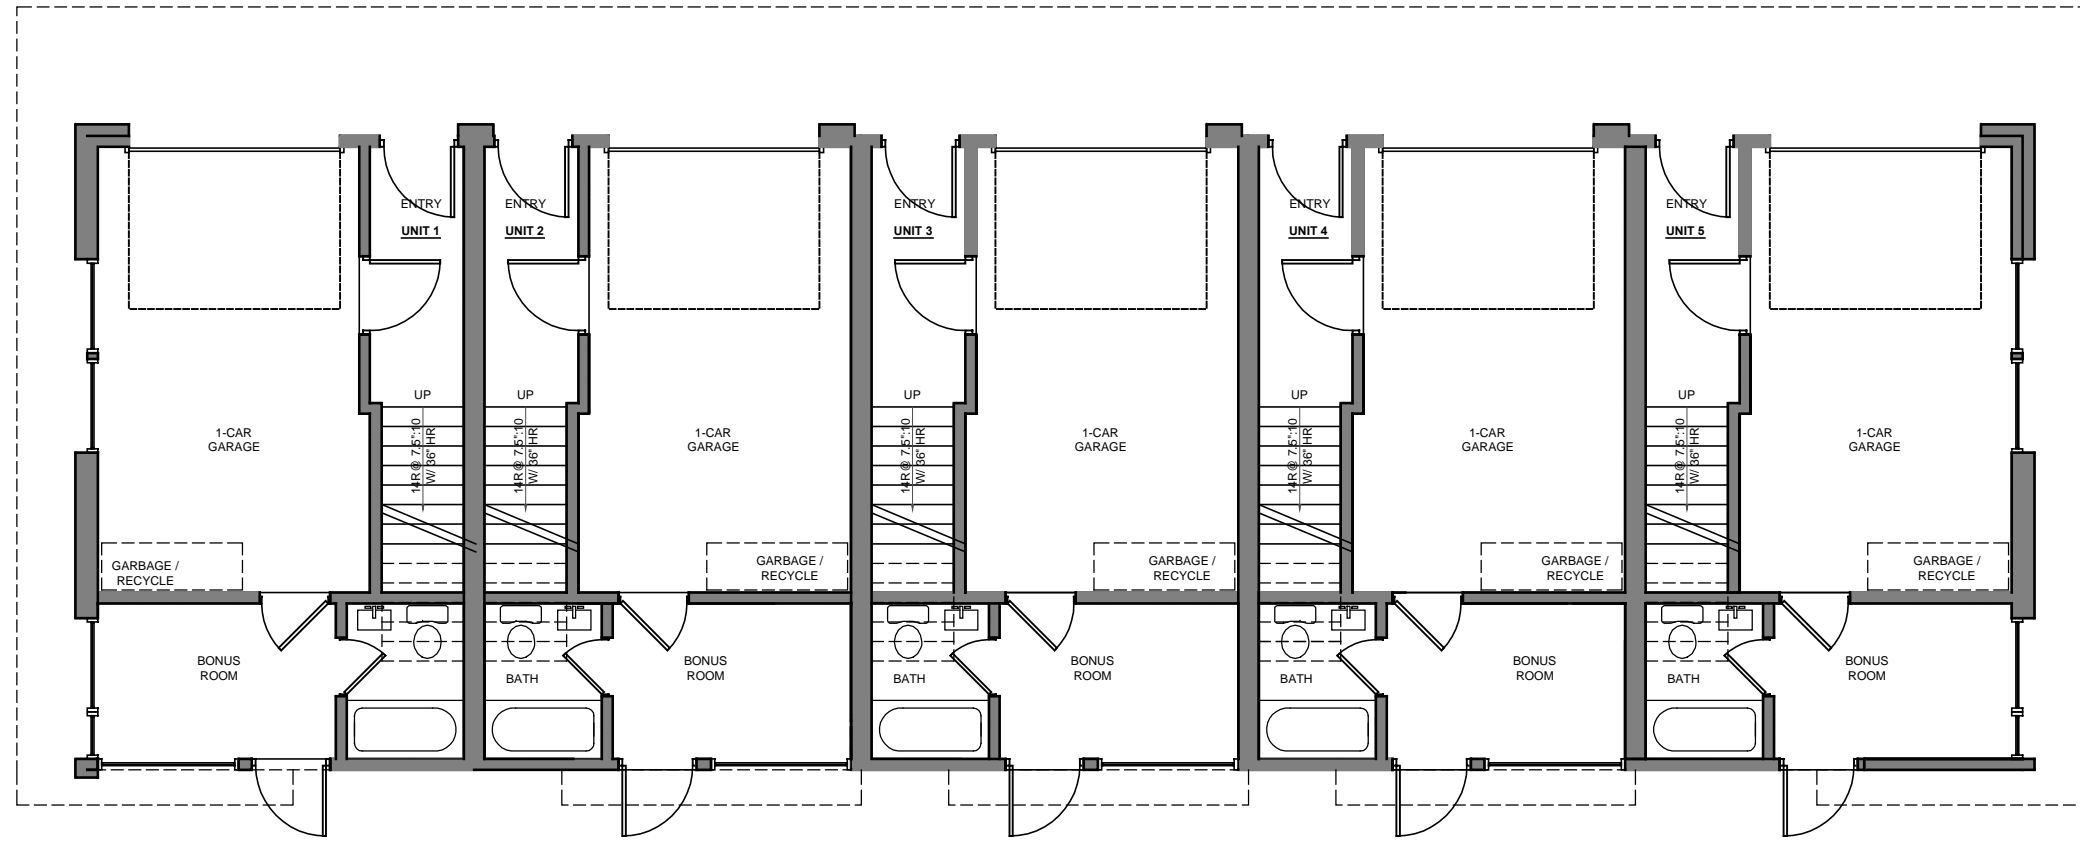 ENTRY
ENTRY
ENTRY
ENTRY
ENTRY
UNIT 1
UNIT 2
UNIT 3
UNIT 4
UNIT 5
UP
UP
UP
UP
UP
14R @ 7.5":10
W/ 36" HR
14R @ 7.5":10
W/ 36" HR
14R @ 7.5":10
W/ 36" HR
14R @ 7.5":10
W/ 36" HR
14R @ 7.5":10
W/ 36" HR
1-CAR
GARAGE
1-CAR
GARAGE
1-CAR
GARAGE
1-CAR
GARAGE
1-CAR
GARAGE
GARBAGE /
RECYCLE
GARBAGE /
RECYCLE
GARBAGE /
RECYCLE
GARBAGE /
RECYCLE
GARBAGE /
RECYCLE
BONUS
ROOM
BATH
BONUS
ROOM
BATH
BONUS
ROOM
BATH
BONUS
ROOM
BATH
BONUS
ROOM